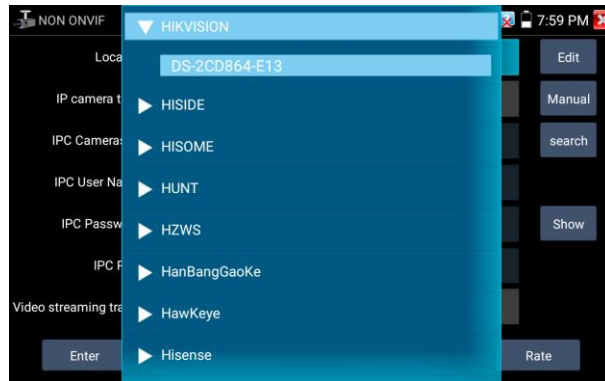 NON ONVIF
7:59 PM
HIKVISION
DS-2CD864-E13
HISIDE
HISOME
HUNT
HZWS
HanBangGaoKe
HawKeye
Hisense
Loca
IP camera t
IPC Camera
IPC User Na
IPC Passw
IPC
Video streaming tra
Edit
Manual
search
Show
Enter
Rate